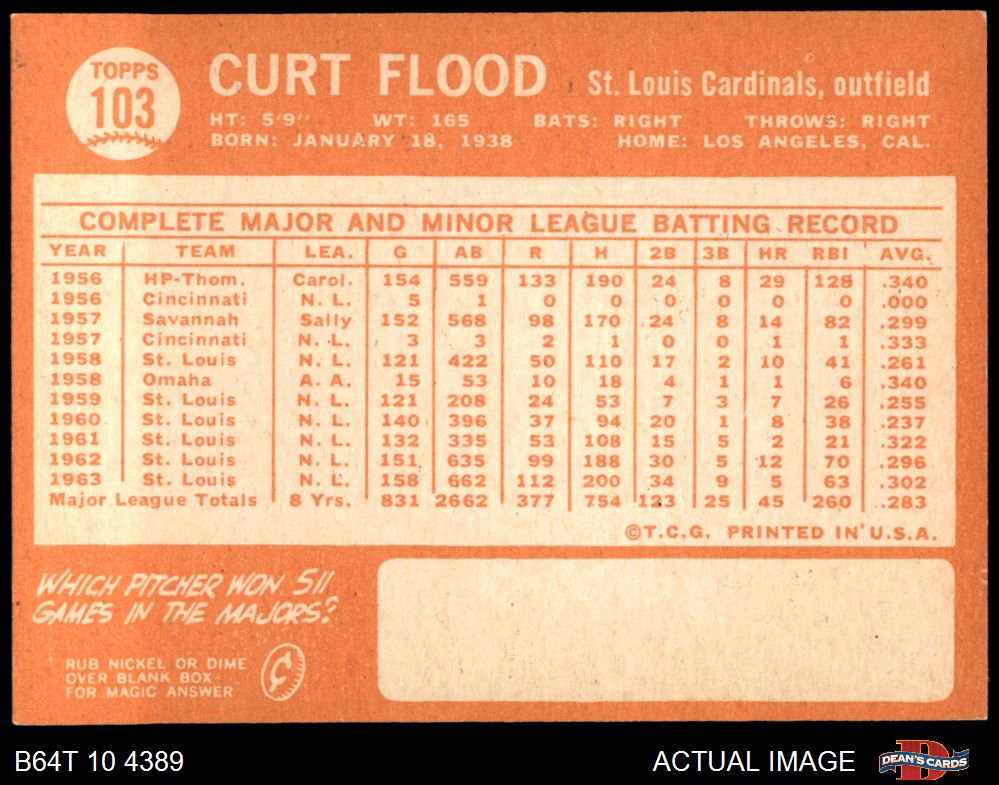 TOPPS
103
CURT FLOOD St. Louis Cardinals, outfield
HT: 5'9" WT: 165 BATS: RIGHT THROWS: RIGHT
BORN: JANUARY 18, 1938 HOME: LOS ANGELES, CAL.
COMPLETE MAJOR AND MINOR LEAGUE BATTING RECORD
YEAR TEAM LEA. G AB R H 2B 3B HR RBI AVG.
1956 HP-Thom. Carol. 154 559 133 190 24 8 29 128 .340
1956 Cincinnati N. L. 5 1 0 0 0 0 0 0 .000
1957 Savannah Sally 152 568 98 170 24 8 14 82 .299
1957 Cincinnati N. L. 3 3 2 1 0 0 1 1 .333
1958 St. Louis N. L. 121 422 50 110 17 2 10 41 .261
1958 Omaha A. A. 15 53 10 18 4 1 1 6 .340
1959 St. Louis N. L. 121 208 24 53 7 3 7 26 .255
1960 St. Louis N. L. 140 396 37 94 20 1 8 38 .237
1961 St. Louis N. L. 132 335 53 108 15 5 2 21 .322
1962 St. Louis N. L. 151 635 99 188 30 5 12 70 .296
1963 St. Louis N. L. 158 662 112 200 34 9 5 63 .302
Major League Totals 8 Yrs. 831 2662 377 754 123 25 45 260 .283
©T.C.G. PRINTED IN U.S.A.
WHICH PITCHER WON 511
GAMES IN THE MAJORS?
RUB NICKEL OR DIME
OVER BLANK BOX
FOR MAGIC ANSWER
¢
B64T 10 4389 ACTUAL IMAGE
D
DEAN'S CARDS